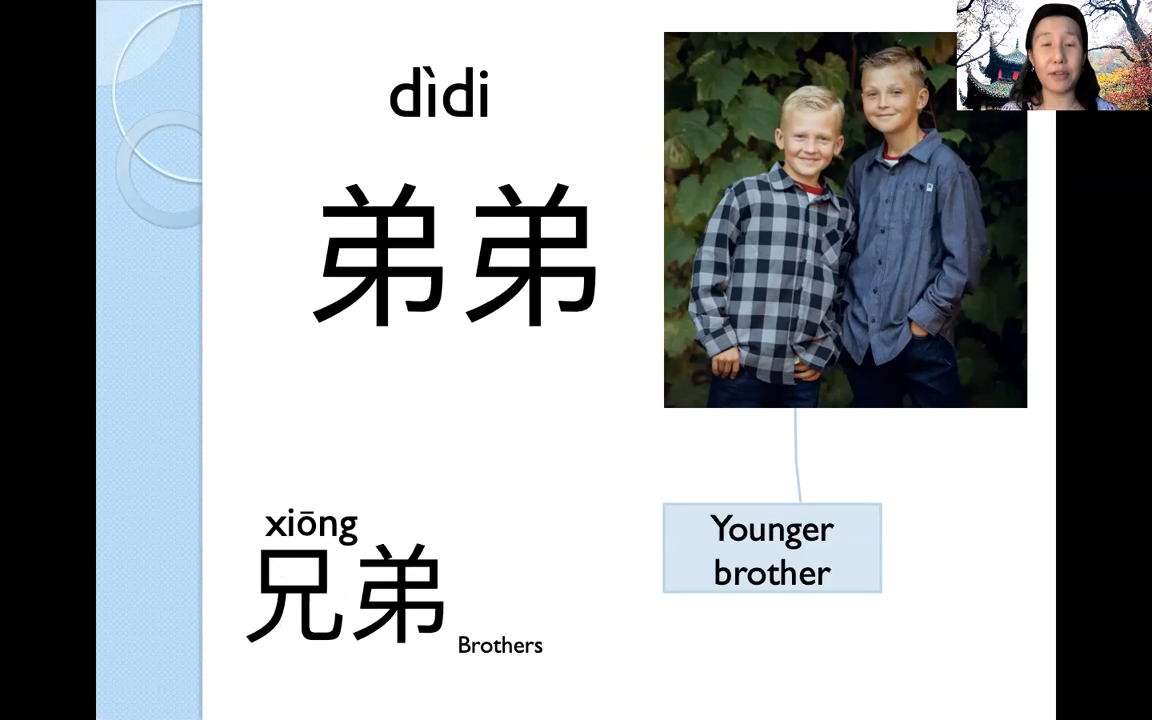 dìdi
弟弟
Younger
brother
xiōng
兄弟
Brothers